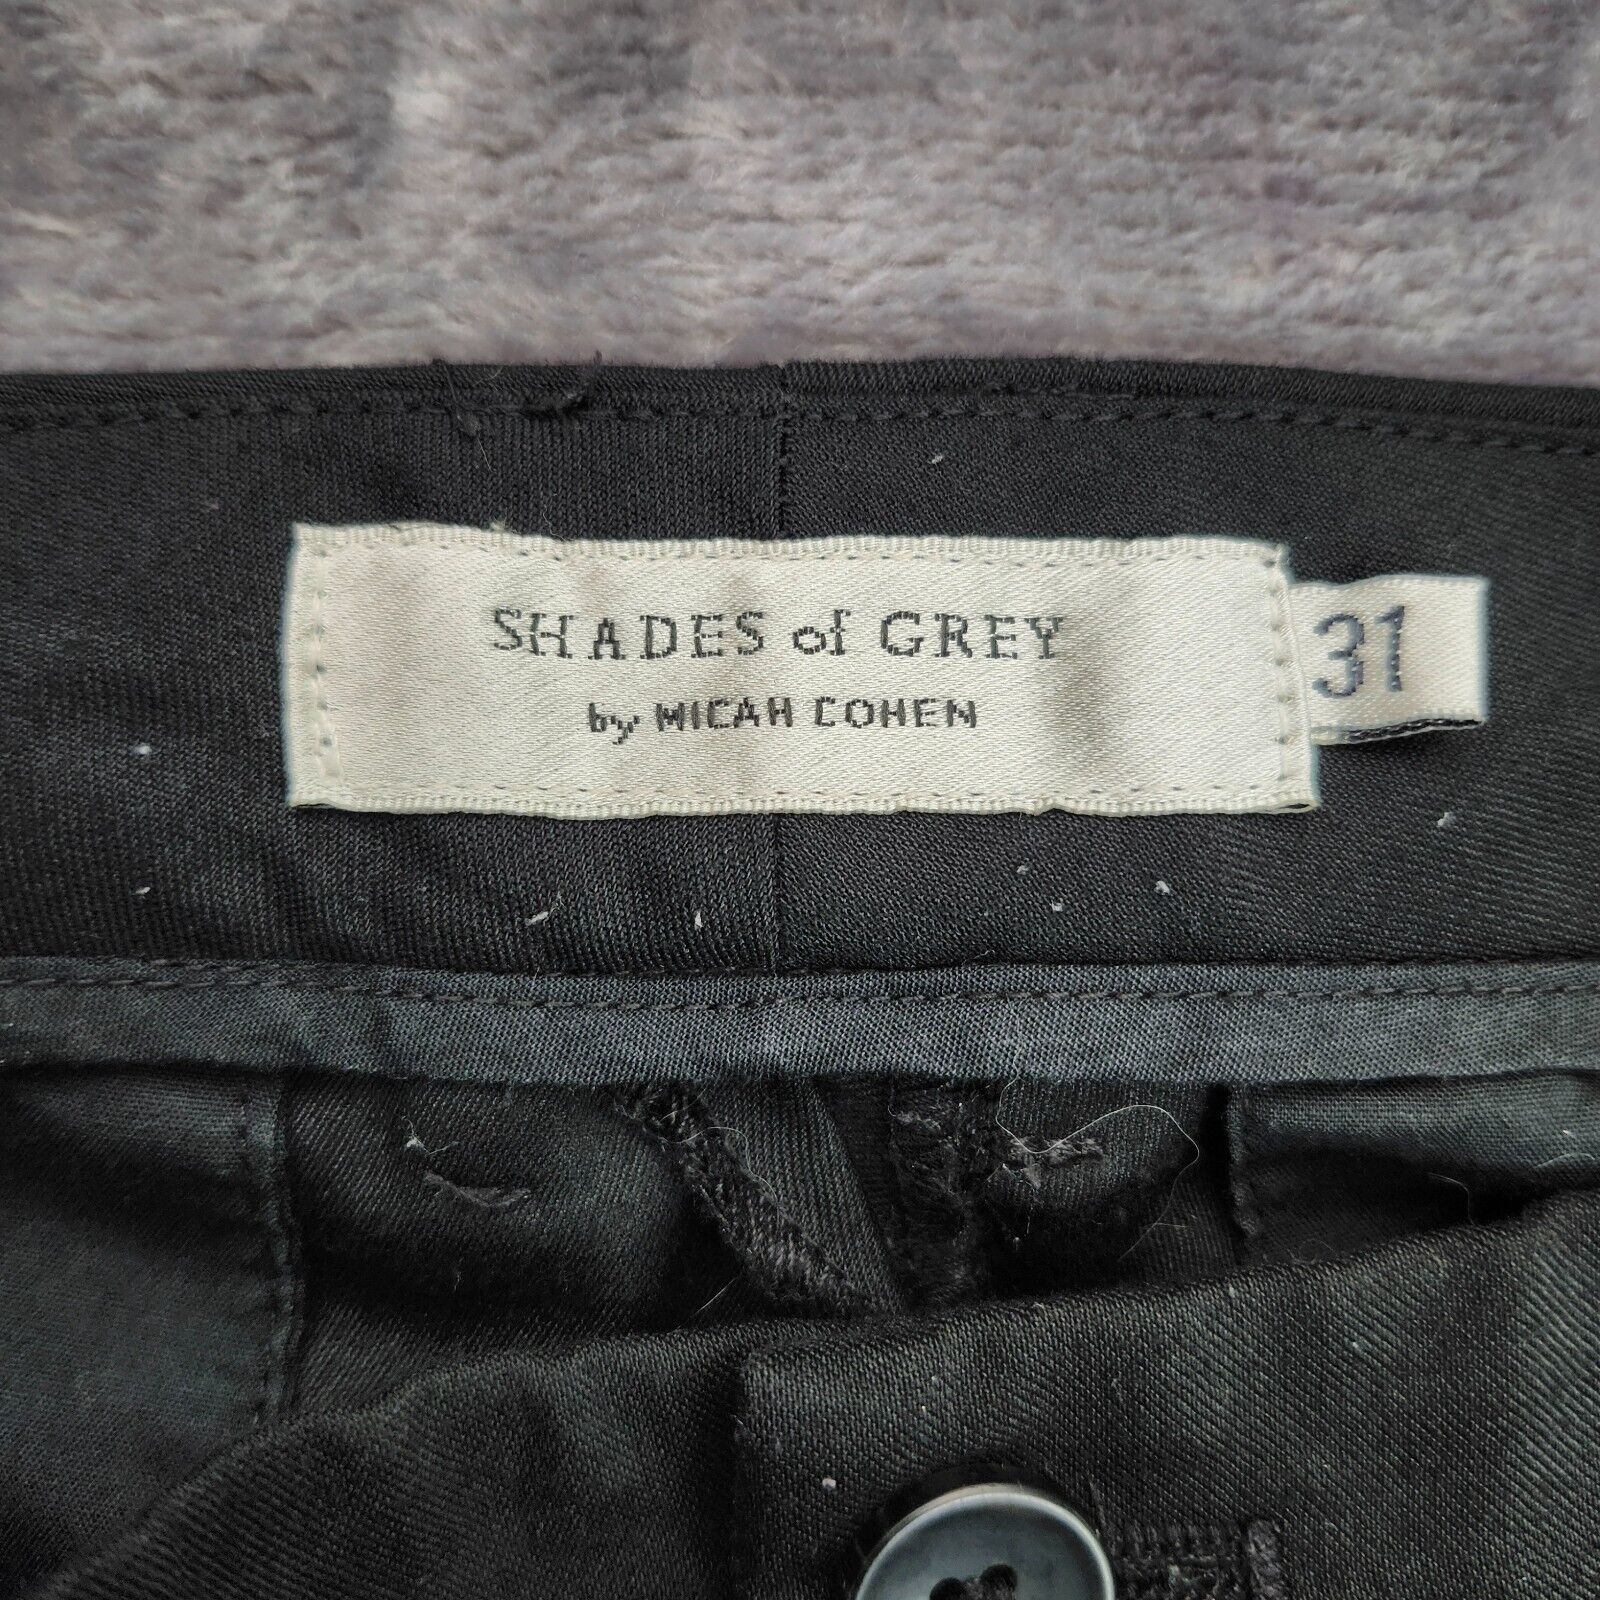 SHADES of GREY
by MICAH COHEN
31